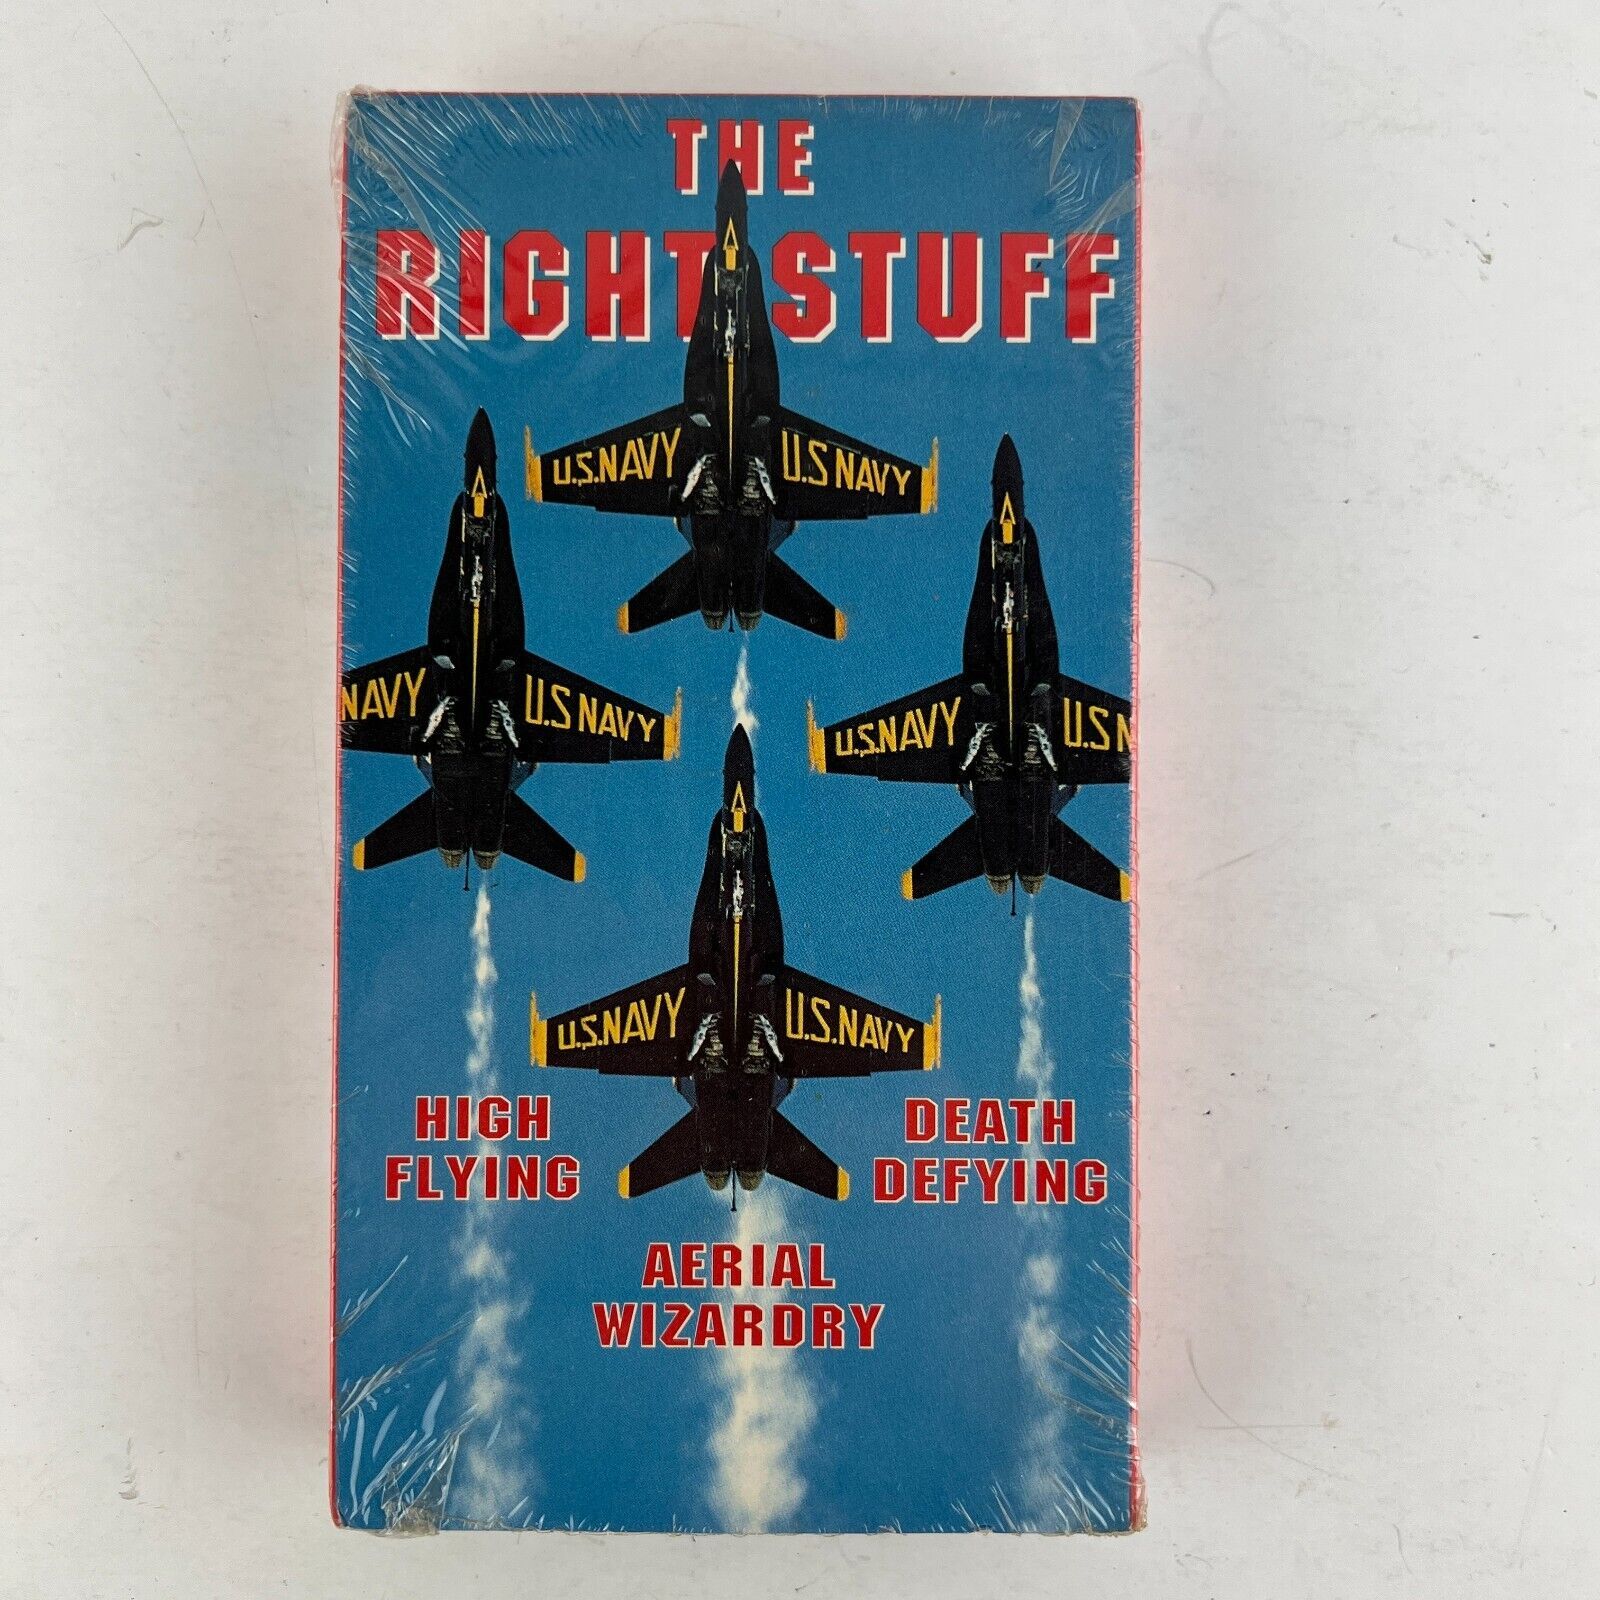 THE
RIGHT STUFF
U.S.NAVY U.S NAVY
NAVY U.S NAVY
U.S.NAVY U.S N
U.S.NAVY U.S.NAVY
HIGH
FLYING
DEATH
DEFYING
AERIAL
WIZARDRY